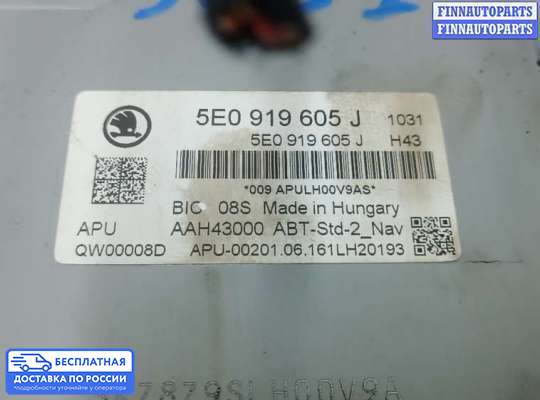 FINNAUTOPARTS
FINNAUTOPARTS
5E0 919 605 J 1031
5E0 919 605 J H43
*009 APULH00V9AS*
BIC 08S Made in Hungary
APU AAH43000 ABT-Std-2_Nav
QW00008D APU-00201.06.161LH20193
БЕСПЛАТНАЯ
ДОСТАВКА ПО РОССИИ